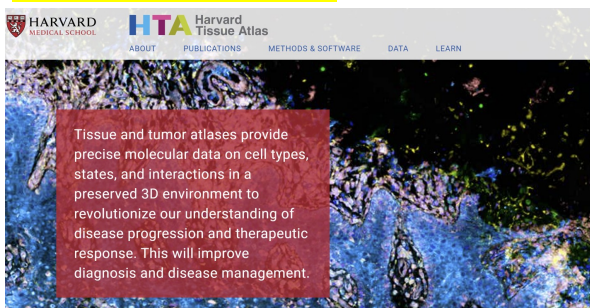 HARVARD
MEDICAL SCHOOL
HTA Harvard
Tissue Atlas
ABOUT PUBLICATIONS METHODS & SOFTWARE DATA LEARN
Tissue and tumor atlases provide
precise molecular data on cell types,
states, and interactions in a
preserved 3D environment to
revolutionize our understanding of
disease progression and therapeutic
response. This will improve
diagnosis and disease management.